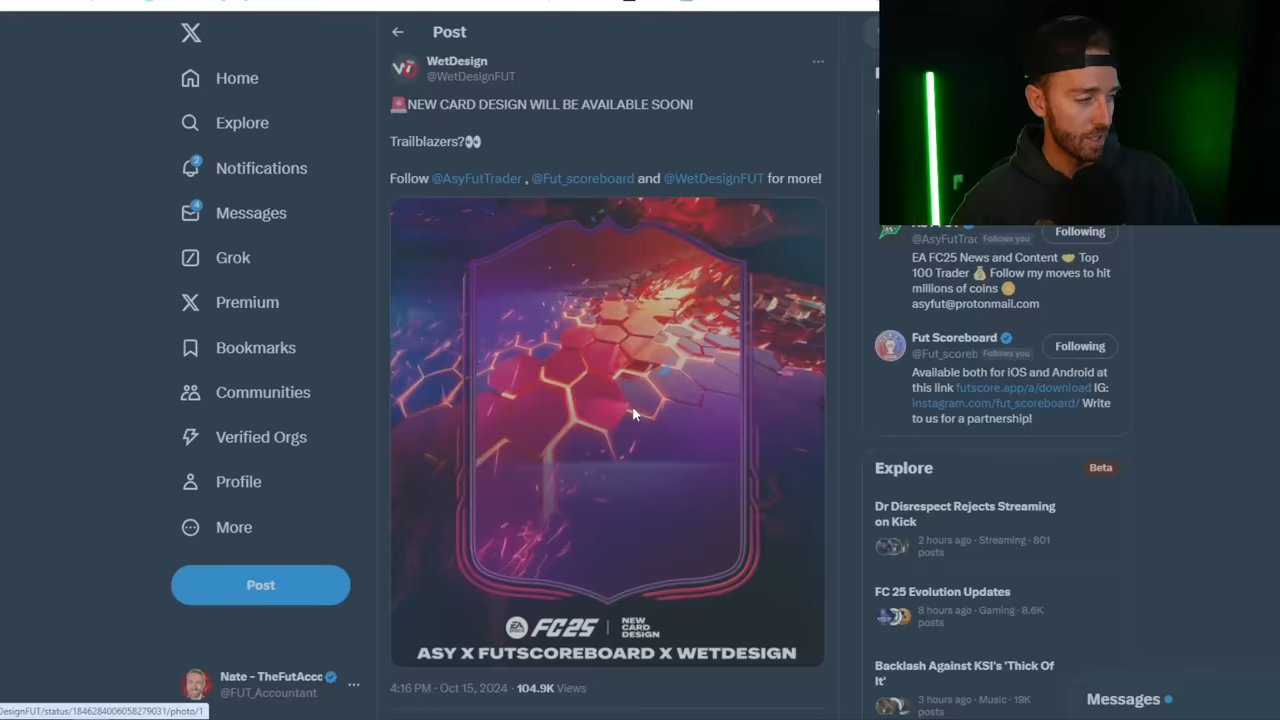 Home
Explore
Notifications
2
Messages
4
Grok
Premium
Bookmarks
Communities
Verified Orgs
Profile
More
Post
Nate - TheFutAcc
@FUT_Accountant
DesignFUT/status/1846284006058279031/photo/1
Post
WetDesign
@WetDesignFUT
NEW CARD DESIGN WILL BE AVAILABLE SOON!
Trailblazers?
Follow @AsyFutTrader , @Fut_scoreboard and @WetDesignFUT for more!
EA SPORTS FC25 | NEW CARD DESIGN
ASY X FUTSCOREBOARD X WETDESIGN
4:16 PM · Oct 15, 2024 · 104.9K Views
@AsyFutTrac Follows you
Following
EA FC25 News and Content Top
100 Trader Follow my moves to hit
millions of coins
asyfut@protonmail.com
Fut Scoreboard
@Fut_scoreb Follows you
Following
Available both for iOS and Android at
this link futscore.app/a/download IG:
instagram.com/fut_scoreboard/ Write
to us for a partnership!
Explore
Beta
Dr Disrespect Rejects Streaming
on Kick
2 hours ago · Streaming · 801
posts
FC 25 Evolution Updates
8 hours ago · Gaming · 8.6K
posts
Backlash Against KSI's 'Thick Of
It'
3 hours ago · Music · 19K
posts
Messages